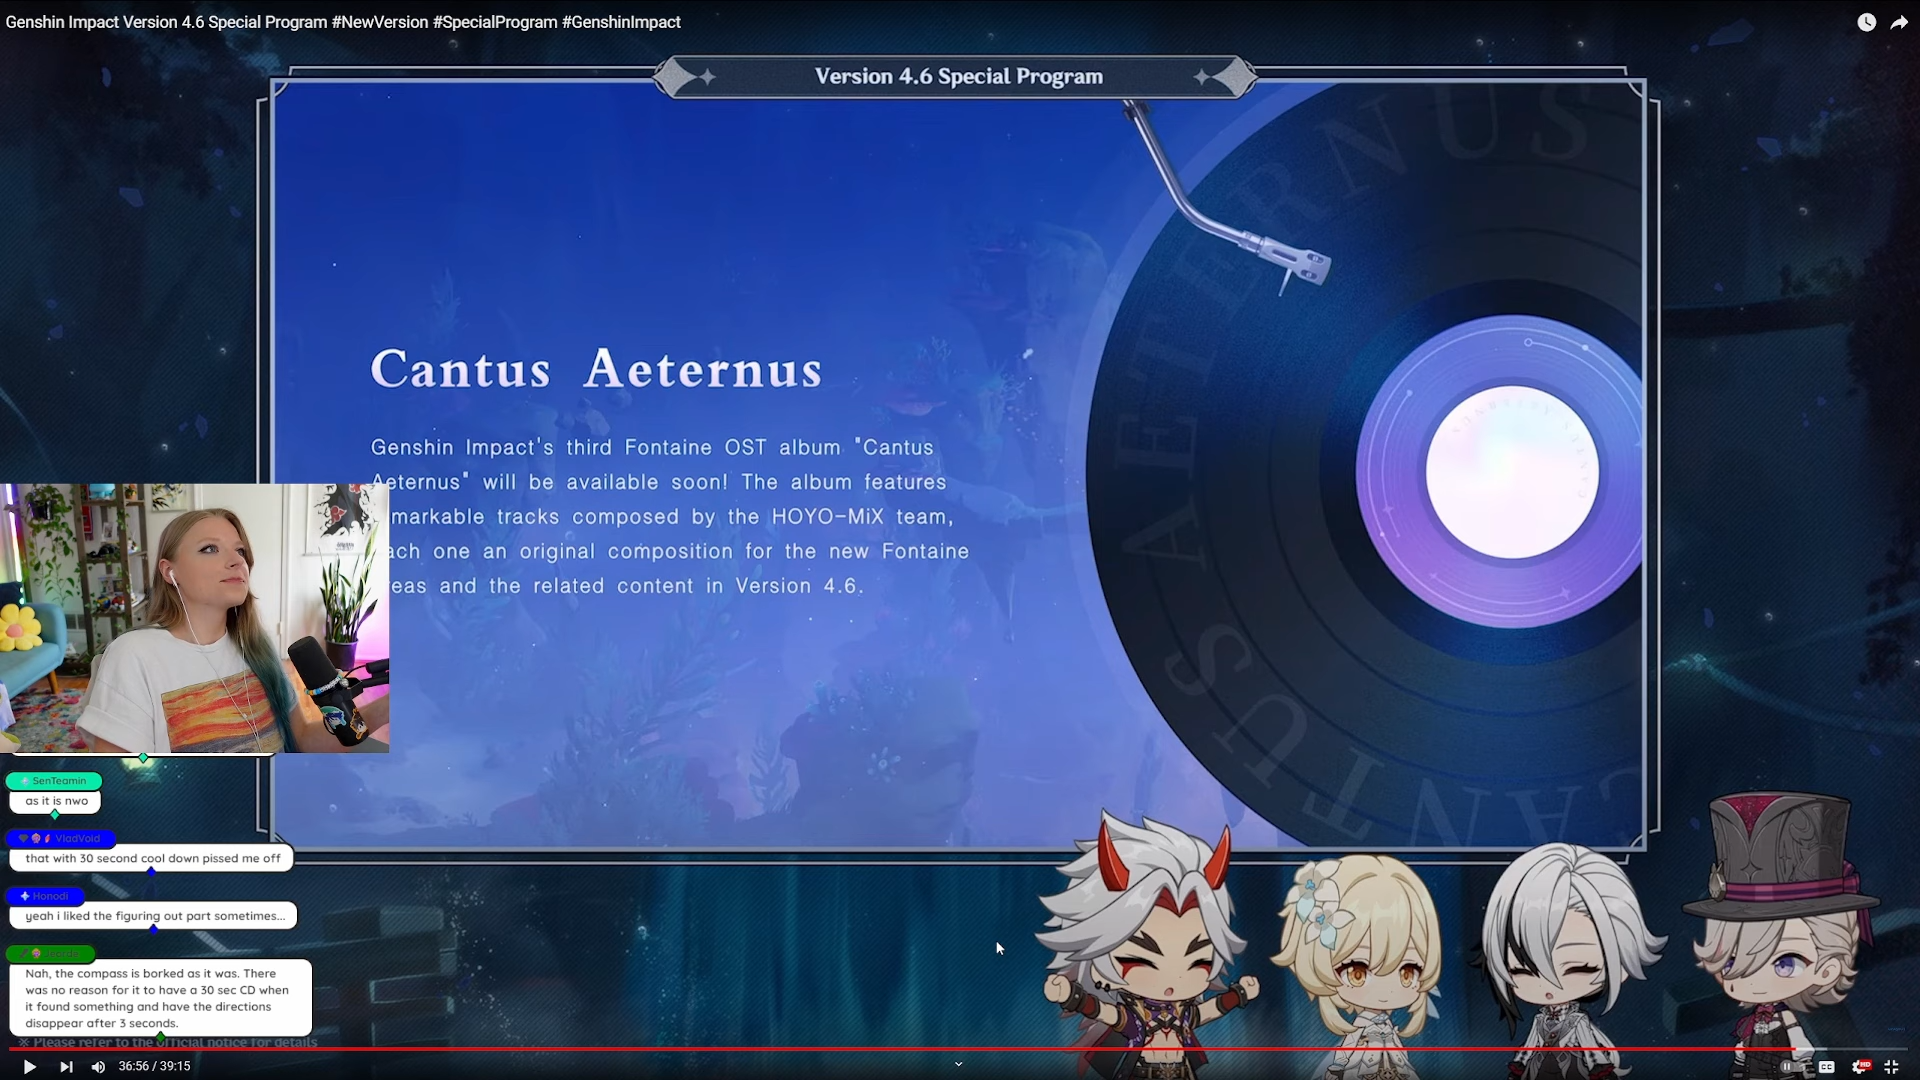 Genshin Impact Version 4.6 Special Program #NewVersion #SpecialProgram #GenshinImpact
Version 4.6 Special Program
CANTUS AETERNUS
Cantus Aeternus
Genshin Impact's third Fontaine OST album "Cantus
Aeternus" will be available soon! The album features
markable tracks composed by the HOYO-MiX team,
ach one an original composition for the new Fontaine
eas and the related content in Version 4.6.
SenTeamin
as it is nwo
VladVoid
that with 30 second cool down pissed me off
Honodi
yeah i liked the figuring out part sometimes...
Nah, the compass is borked as it was. There
was no reason for it to have a 30 sec CD when
it found something and have the directions
disappear after 3 seconds.
※ Please refer to the official notice for details
36:56 / 39:15
CC
HD